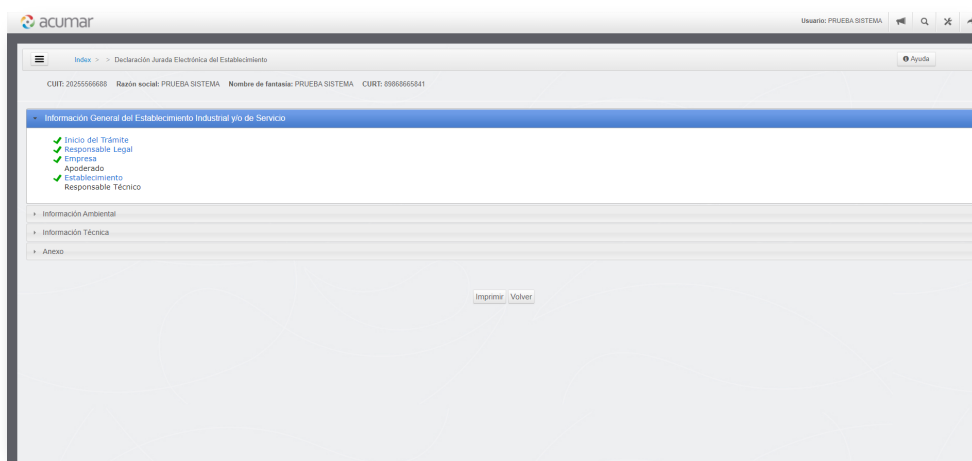 acumar
Usuario: PRUEBA SISTEMA
Index > > Declaración Jurada Electrónica del Establecimiento
Ayuda
CUIT: 20255566688 Razón social: PRUEBA SISTEMA Nombre de fantasía: PRUEBA SISTEMA CURT: 89868665841
Información General del Establecimiento Industrial y/o de Servicio
Inicio del Trámite
Responsable Legal
Empresa
Apoderado
Establecimiento
Responsable Técnico
Información Ambiental
Información Técnica
Anexo
Imprimir Volver